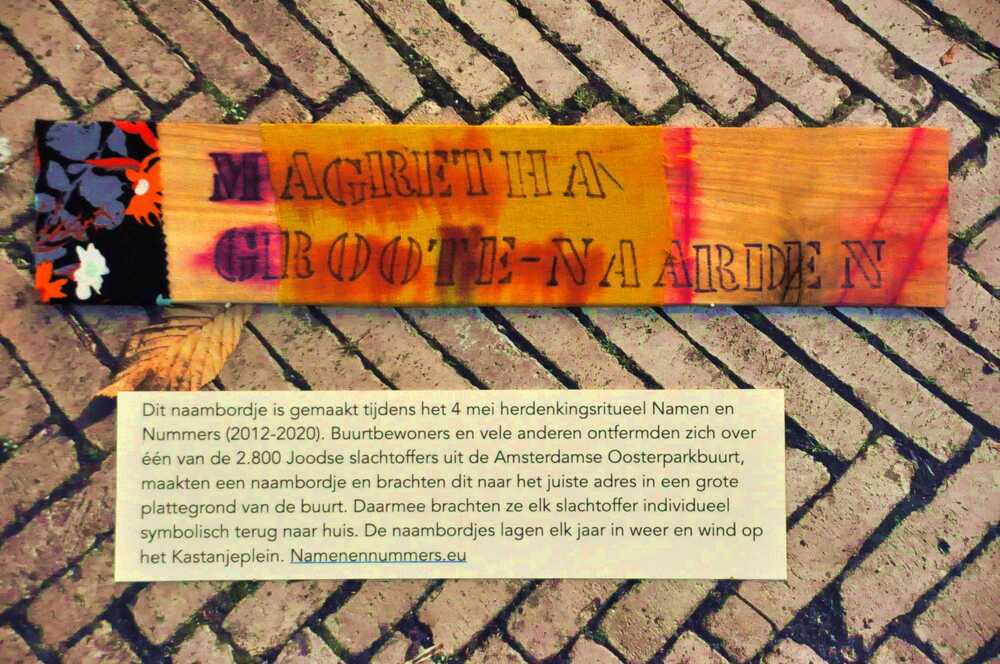 MAGRETHA
GROOTE-NAARDEN
Dit naambordje is gemaakt tijdens het 4 mei herdenkingsritueel Namen en
Nummers (2012-2020). Buurtbewoners en vele anderen ontfermden zich over
één van de 2.800 Joodse slachtoffers uit de Amsterdamse Oosterparkbuurt,
maakten een naambordje en brachten dit naar het juiste adres in een grote
plattegrond van de buurt. Daarmee brachten ze elk slachtoffer individueel
symbolisch terug naar huis. De naambordjes lagen elk jaar in weer en wind op
het Kastanjeplein. Namenennummers.eu